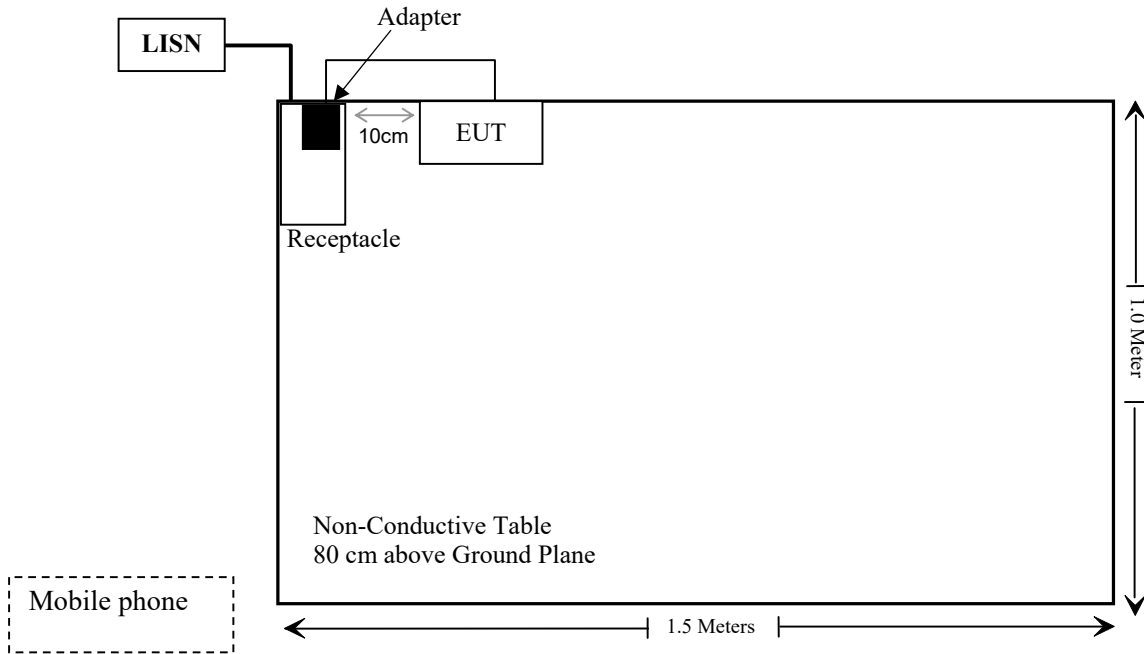 Adapter
LISN
10cm
EUT
Receptacle
1.0 Meter
Non-Conductive Table
80 cm above Ground Plane
Mobile phone
1.5 Meters